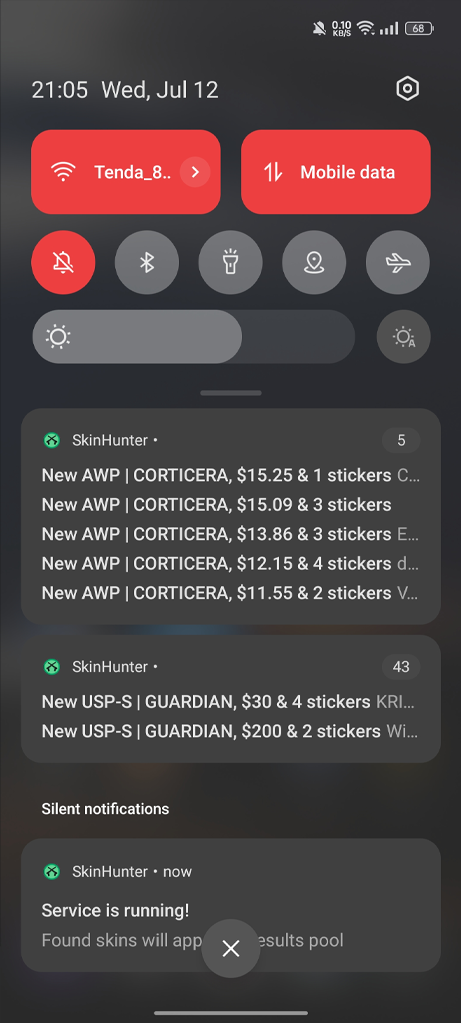 0.10
KB/S
68
21:05 Wed, Jul 12
Tenda_8..
Mobile data
A
SkinHunter •
5
New AWP | CORTICERA, $15.25 & 1 stickers C...
New AWP | CORTICERA, $15.09 & 3 stickers
New AWP | CORTICERA, $13.86 & 3 stickers E...
New AWP | CORTICERA, $12.15 & 4 stickers d...
New AWP | CORTICERA, $11.55 & 2 stickers V...
SkinHunter •
43
New USP-S | GUARDIAN, $30 & 4 stickers KRI...
New USP-S | GUARDIAN, $200 & 2 stickers Wi...
Silent notifications
SkinHunter • now
Service is running!
Found skins will app esults pool